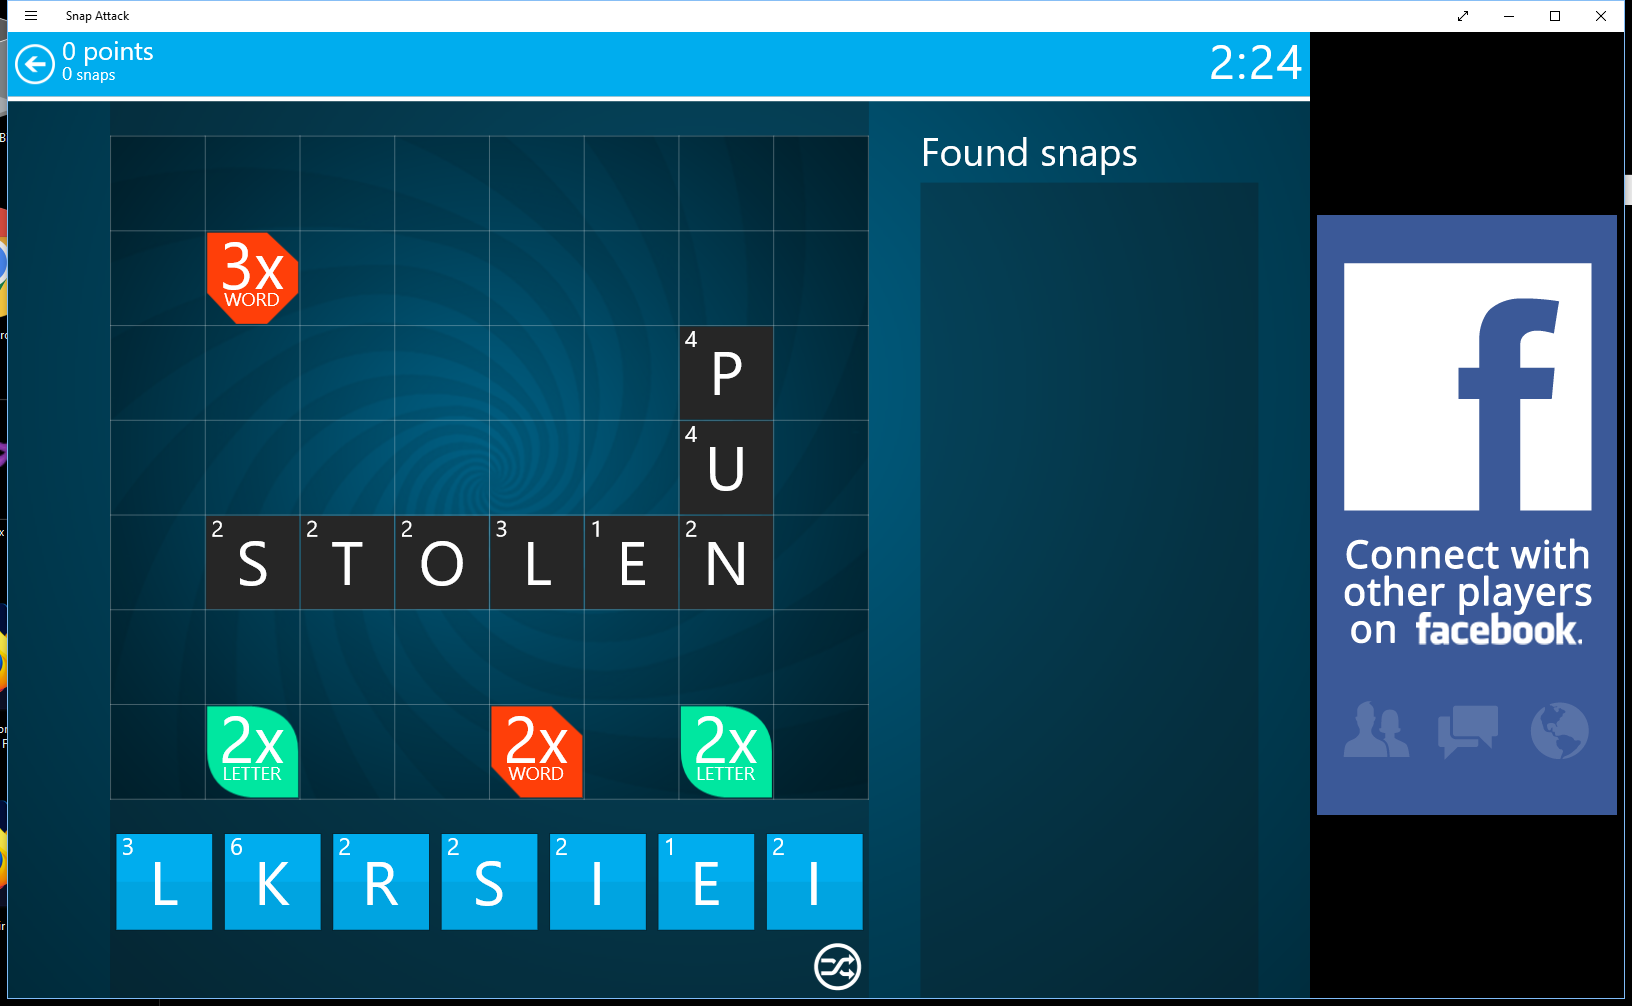 Snap Attack
0 points
0 snaps
2:24
Found snaps
3x
WORD
4 P
4 U
2 S 2 T 2 O 3 L 1 E 2 N
2x LETTER 2x WORD 2x LETTER
3 L 6 K 2 R 2 S 2 I 1 E 2 I
f
Connect with
other players
on facebook.